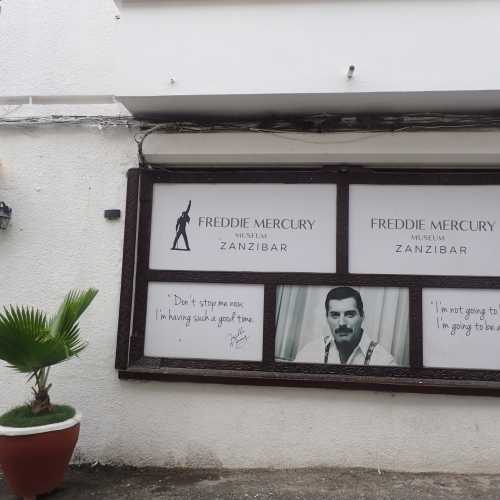 FREDDIE MERCURY
MUSEUM
ZANZIBAR
FREDDIE MERCURY
MUSEUM
ZANZIBAR
"Don't stop me now
I'm having such a good time
"I'm not going to
I'm going to be